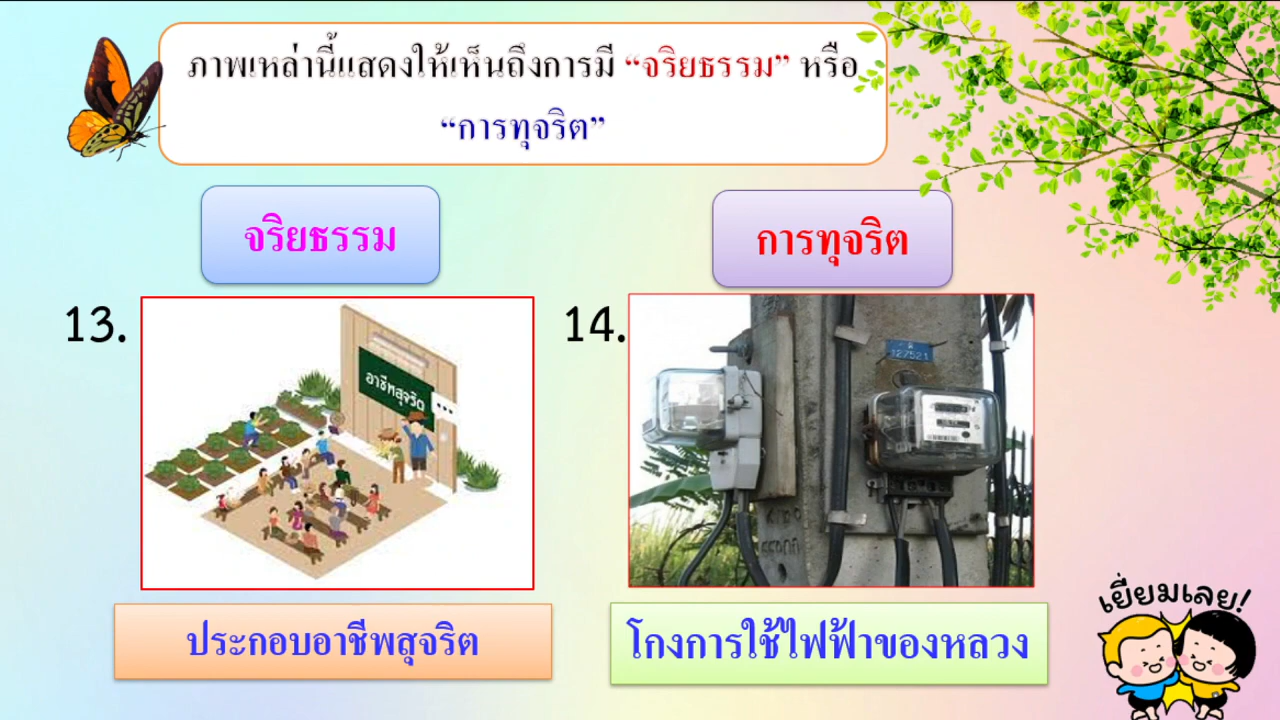 ภาพเหล่านี้แสดงให้เห็นถึงการมี “จริยธรรม” หรือ
“การทุจริต”
จริยธรรม
การทุจริต
13.
14.
อาชีพสุจริต
127521
ประกอบอาชีพสุจริต
โกงการใช้ไฟฟ้าของหลวง
เยี่ยมเลย!